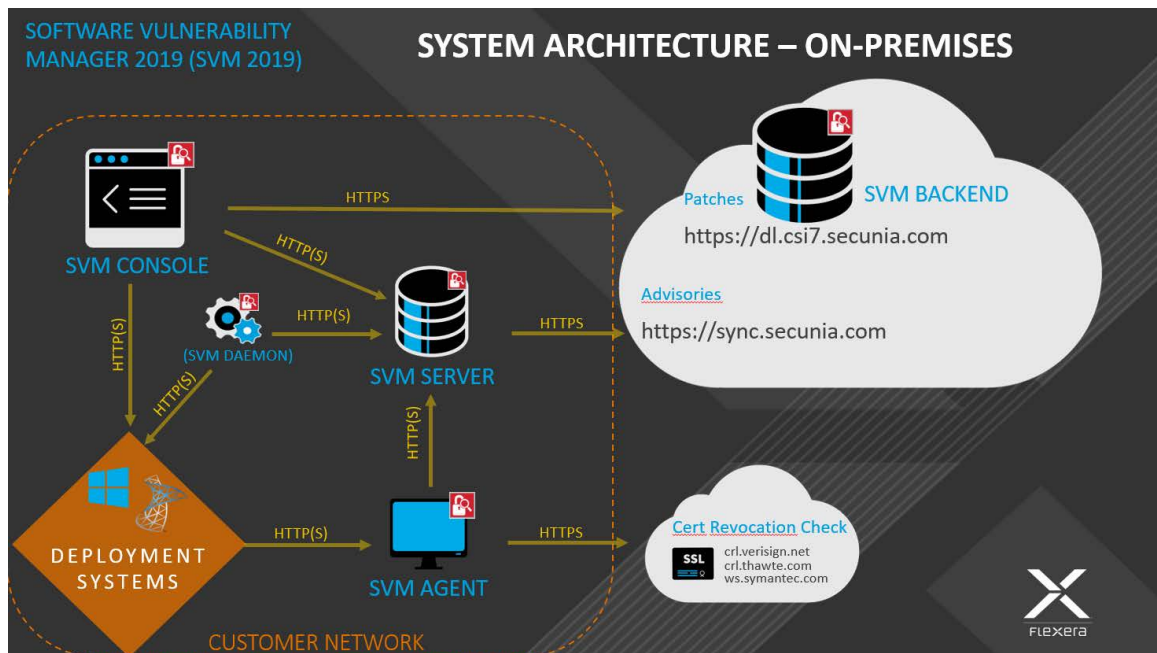 SOFTWARE VULNERABILITY
MANAGER 2019 (SVM 2019)
SYSTEM ARCHITECTURE – ON-PREMISES
HTTPS
Patches
SVM BACKEND
https://dl.csi7.secunia.com
SVM CONSOLE
HTTP(S)
Advisories
https://sync.secunia.com
HTTP(S)
HTTP(S)
HTTPS
(SVM DAEMON)
SVM SERVER
HTTP(S)
HTTP(S)
DEPLOYMENT
SYSTEMS
HTTP(S)
SVM AGENT
HTTPS
Cert Revocation Check
SSL
crl.verisign.net
crl.thawte.com
ws.symantec.com
CUSTOMER NETWORK
FLEXERA